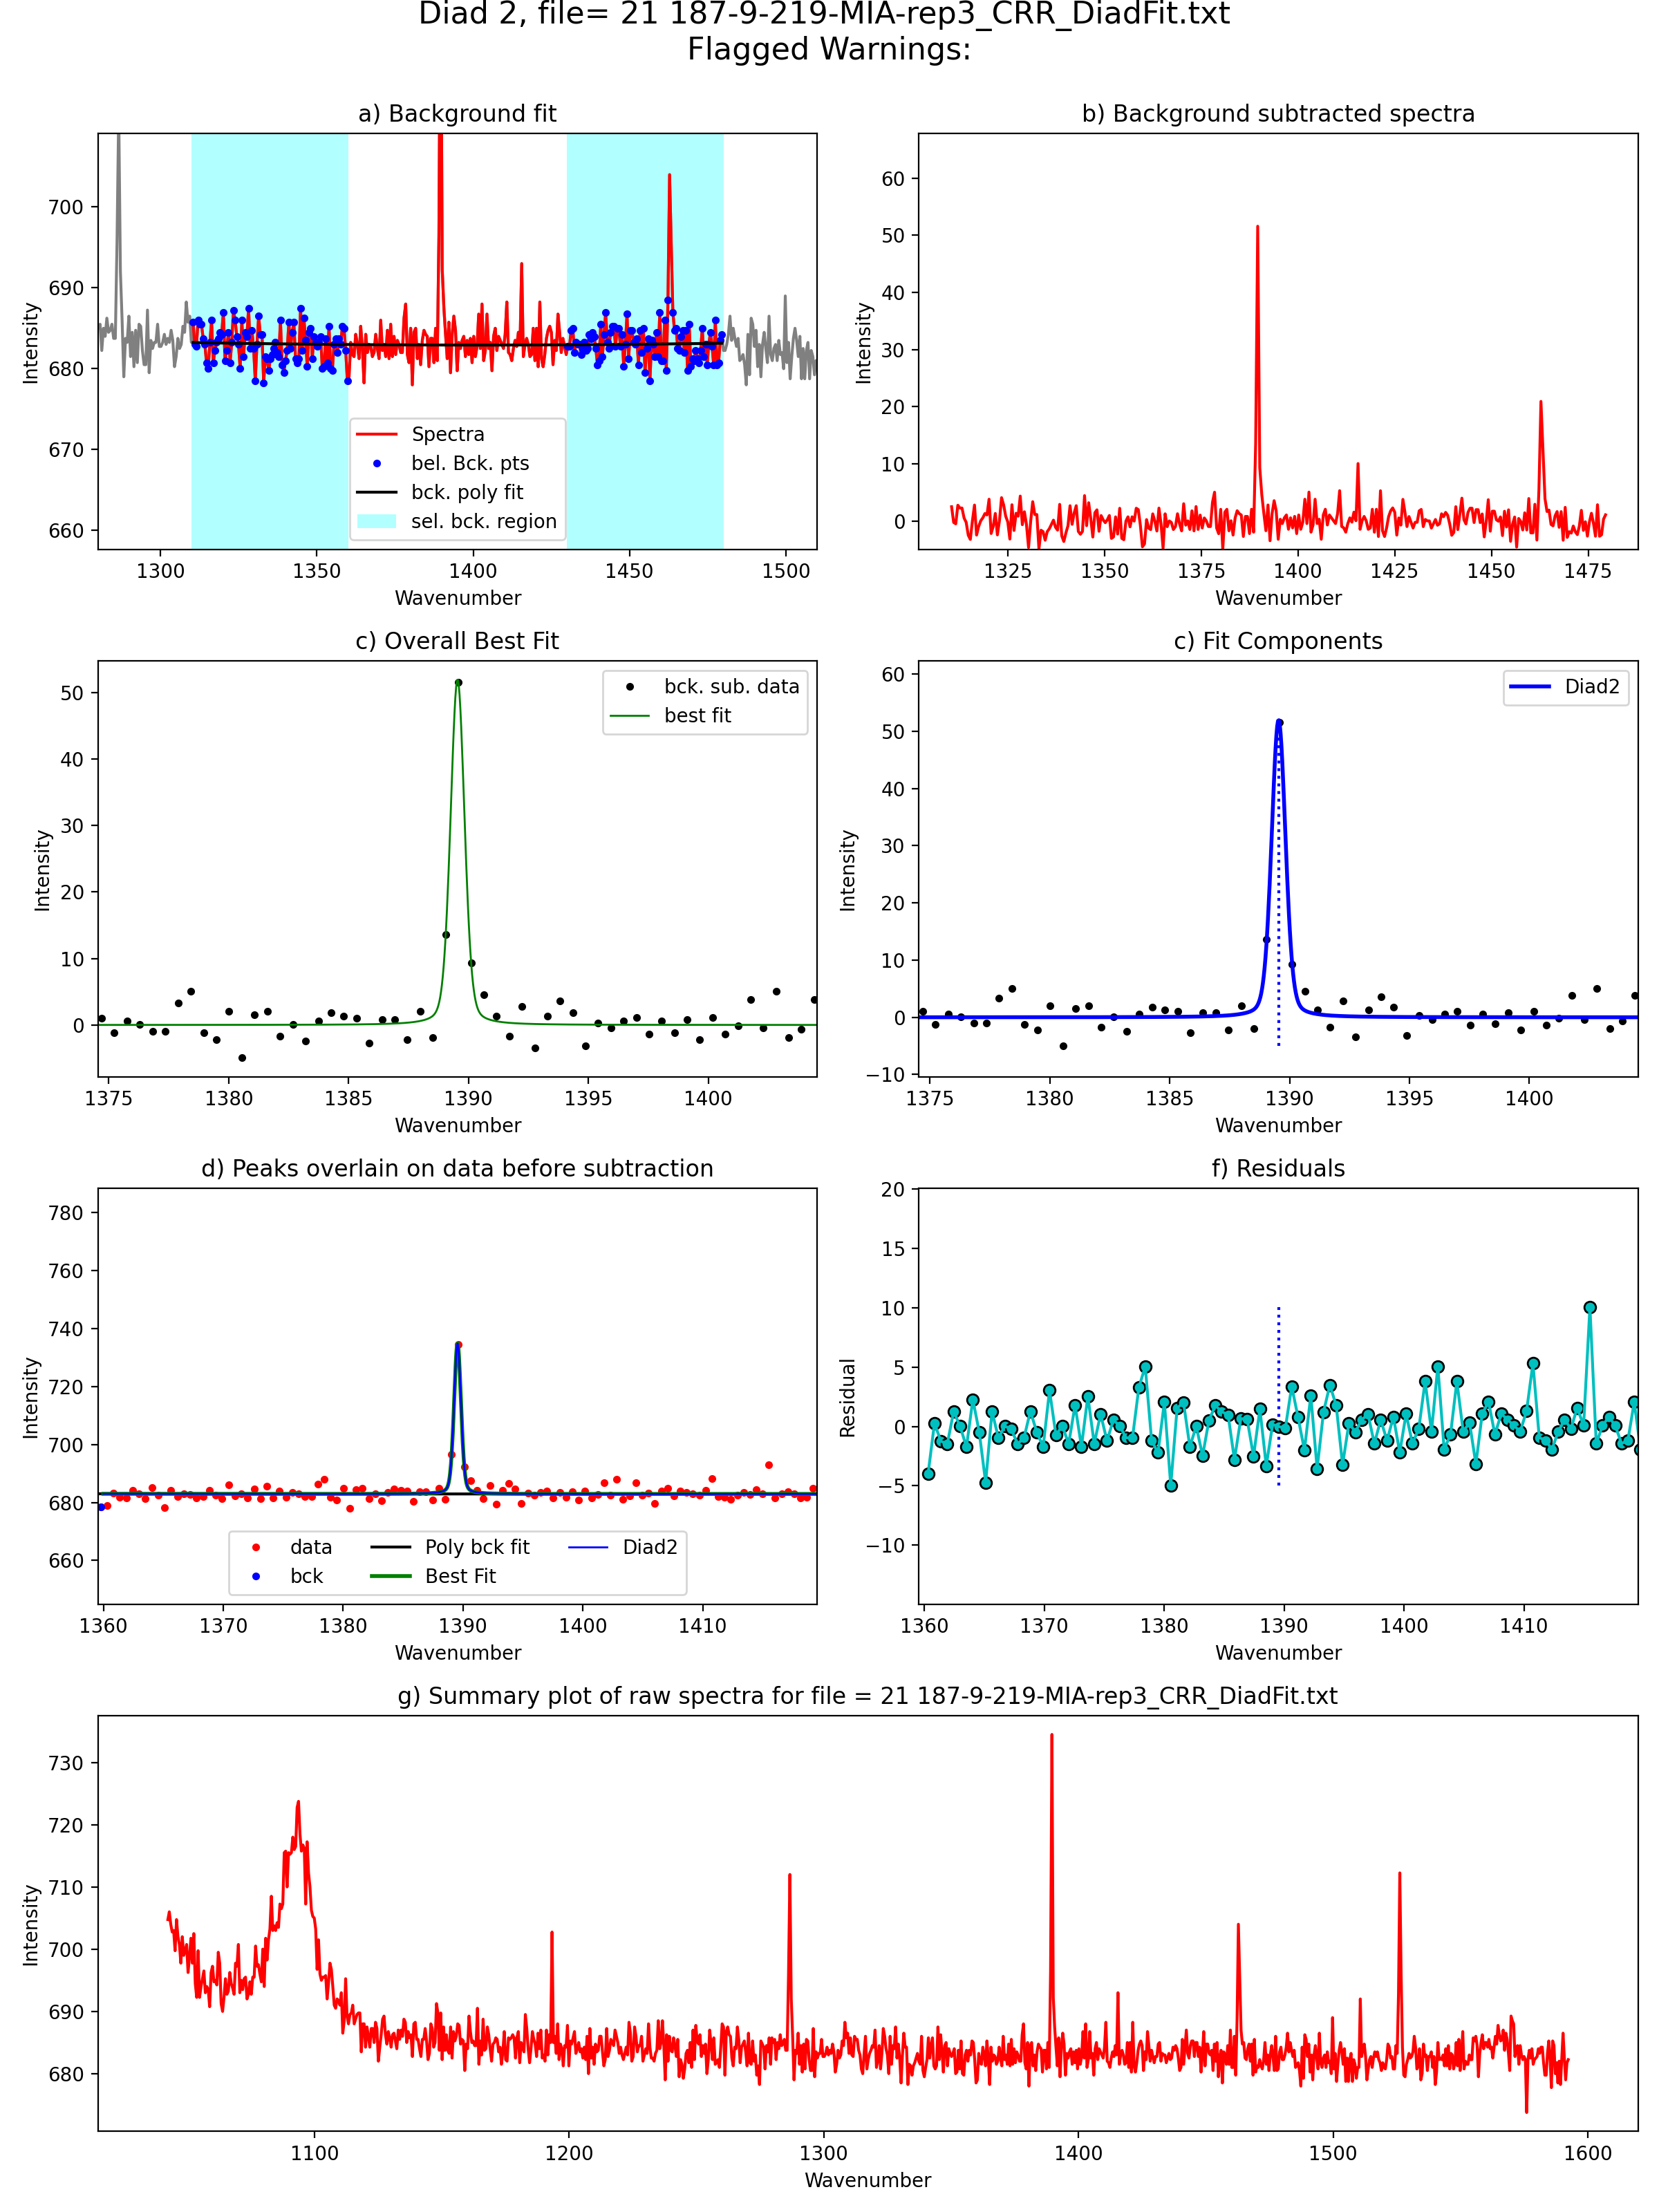 Diad 2, file= 21 187-9-219-MIA-rep3_CRR_DiadFit.txt
Flagged Warnings:
a) Background fit
Intensity
700
690
680
670
660
Spectra
bel. Bck. pts
bck. poly fit
sel. bck. region
1300 1350 1400 1450 1500
Wavenumber
b) Background subtracted spectra
Intensity
60
50
40
30
20
10
0
1325 1350 1375 1400 1425 1450 1475
Wavenumber
c) Overall Best Fit
Intensity
50
40
30
20
10
0
bck. sub. data
best fit
1375 1380 1385 1390 1395 1400
Wavenumber
c) Fit Components
Intensity
60
50
40
30
20
10
0
−10
Diad2
1375 1380 1385 1390 1395 1400
Wavenumber
d) Peaks overlain on data before subtraction
Intensity
780
760
740
720
700
680
660
data Poly bck fit Diad2
bck Best Fit
1360 1370 1380 1390 1400 1410
Wavenumber
f) Residuals
Residual
20
15
10
5
0
−5
−10
1360 1370 1380 1390 1400 1410
Wavenumber
g) Summary plot of raw spectra for file = 21 187-9-219-MIA-rep3_CRR_DiadFit.txt
Intensity
730
720
710
700
690
680
1100 1200 1300 1400 1500 1600
Wavenumber